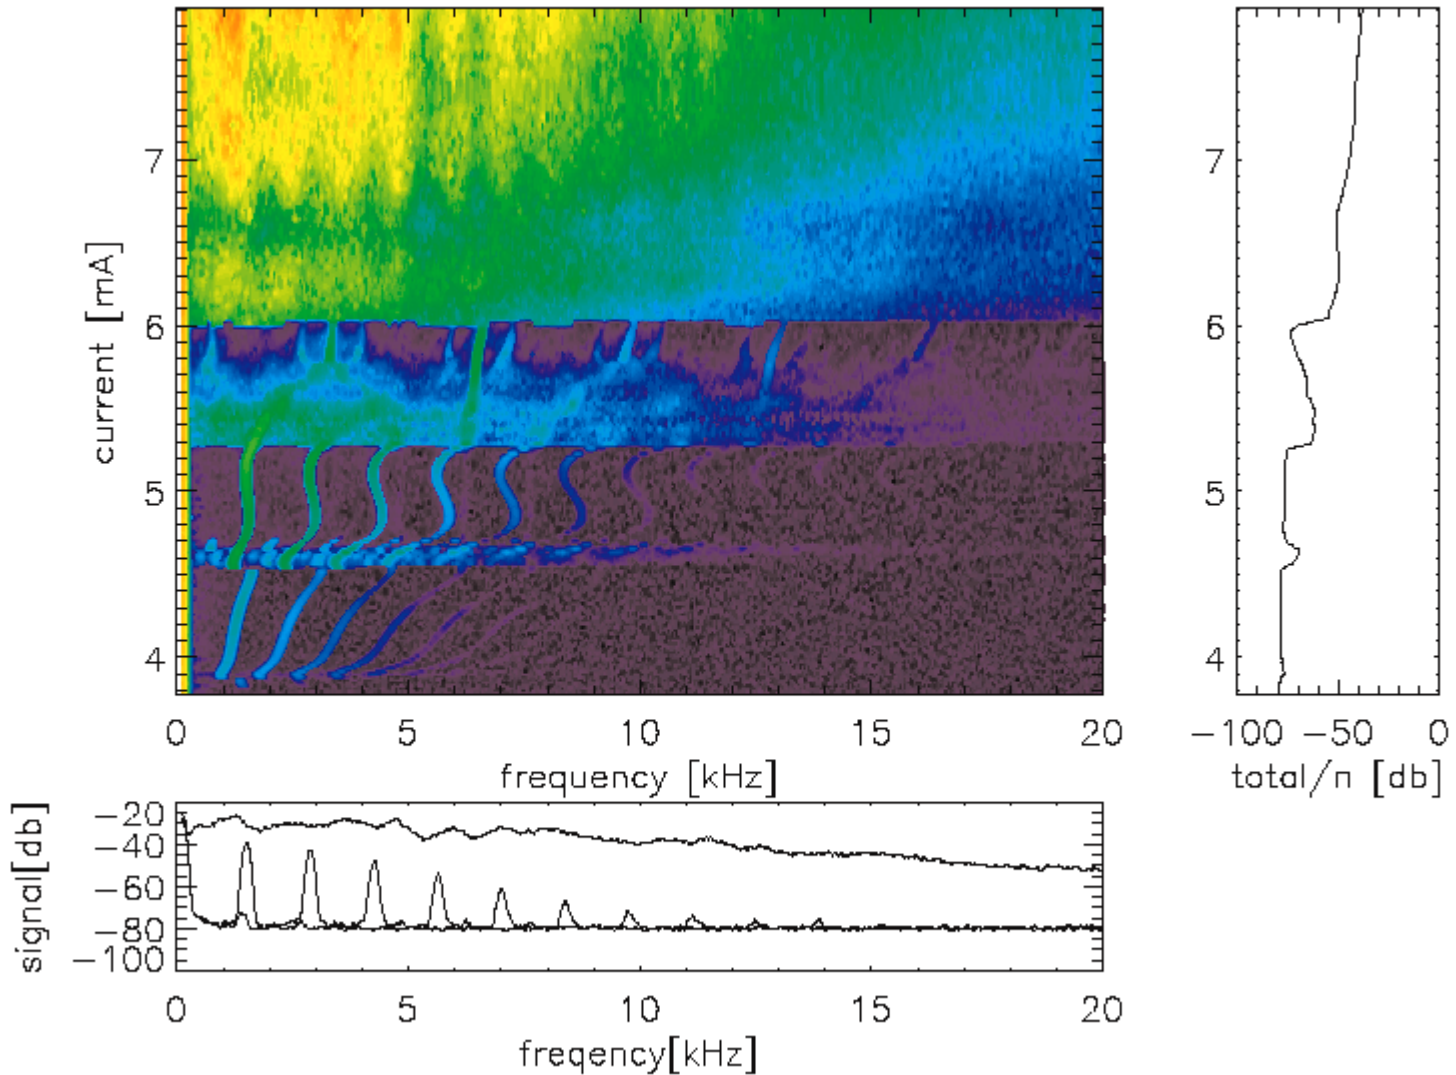 current [mA]
7
6
5
4
0 5 10 15 20
frequency [kHz]
7
6
5
4
−100 −50 0
total/n [db]
signal[db]
−20
−40
−60
−80
−100
0 5 10 15 20
freqency[kHz]